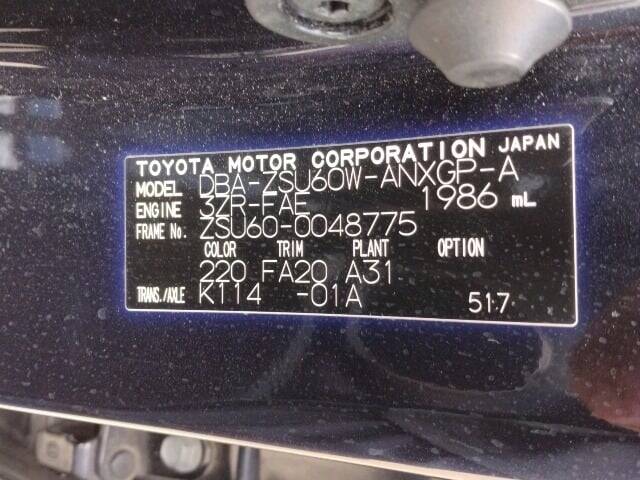 TOYOTA MOTOR CORPORATION JAPAN
MODEL DBA-ZSU60W-ANXGP-A
ENGINE 3ZR-FAE 1986 mL
FRAME No. ZSU60-0048775
COLOR TRIM PLANT OPTION
220 FA20 A31
TRANS./AXLE K114 -01A 517